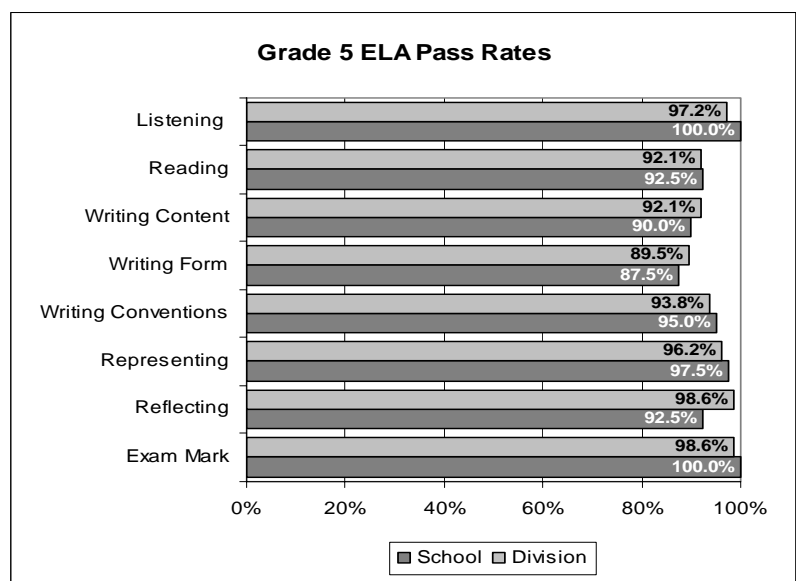 Grade 5 ELA Pass Rates
Listening
97.2%
100.0%
Reading
92.1%
92.5%
Writing Content
92.1%
90.0%
Writing Form
89.5%
87.5%
Writing Conventions
93.8%
95.0%
Representing
96.2%
97.5%
Reflecting
98.6%
92.5%
Exam Mark
98.6%
100.0%
0% 20% 40% 60% 80% 100%
School Division